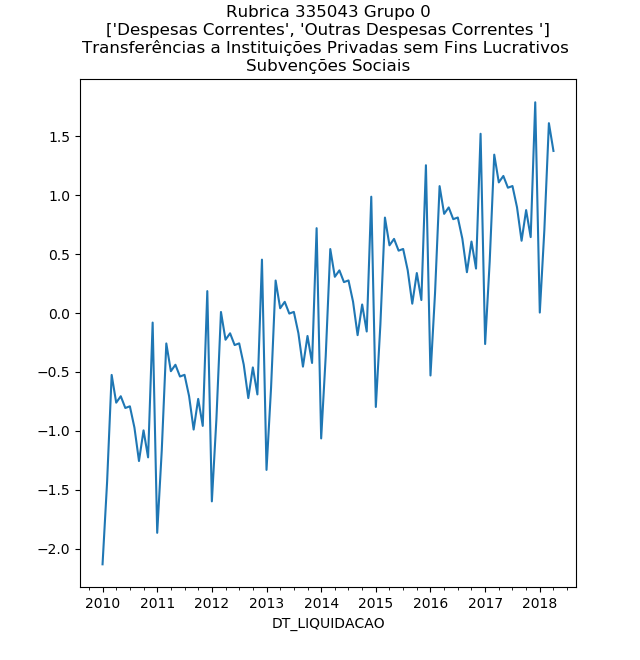 Rubrica 335043 Grupo 0
['Despesas Correntes', 'Outras Despesas Correntes ']
Transferências a Instituições Privadas sem Fins Lucrativos
Subvenções Sociais
1.5
1.0
0.5
0.0
−0.5
−1.0
−1.5
−2.0
2010 2011 2012 2013 2014 2015 2016 2017 2018
DT_LIQUIDACAO